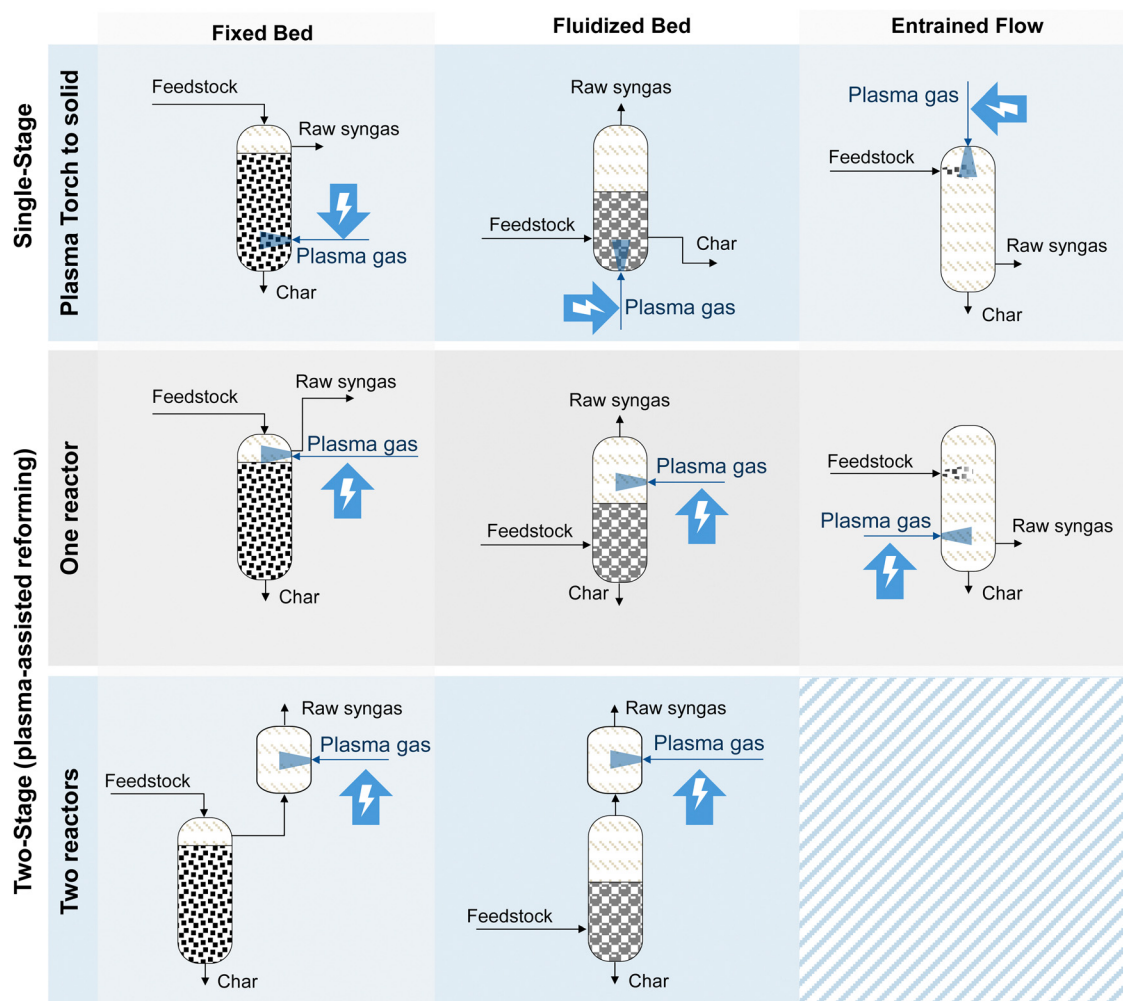 Fixed Bed
Fluidized Bed
Entrained Flow
Single-Stage
Plasma Torch to solid
Feedstock
Raw syngas
Plasma gas
Char
Raw syngas
Feedstock
Char
Plasma gas
Plasma gas
Feedstock
Raw syngas
Char
Two-Stage (plasma-assisted reforming)
One reactor
Raw syngas
Feedstock
Plasma gas
Char
Raw syngas
Plasma gas
Feedstock
Char
Feedstock
Plasma gas
Raw syngas
Char
Two reactors
Raw syngas
Plasma gas
Feedstock
Char
Raw syngas
Plasma gas
Feedstock
Char